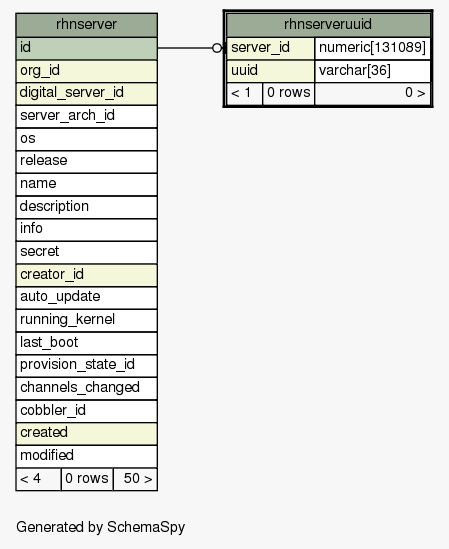 rhnserver
id
org_id
digital_server_id
server_arch_id
os
release
name
description
info
secret
creator_id
auto_update
running_kernel
last_boot
provision_state_id
channels_changed
cobbler_id
created
modified
< 4 0 rows 50 >
rhnserveruuid
server_id numeric[131089]
uuid varchar[36]
< 1 0 rows 0 >
Generated by SchemaSpy